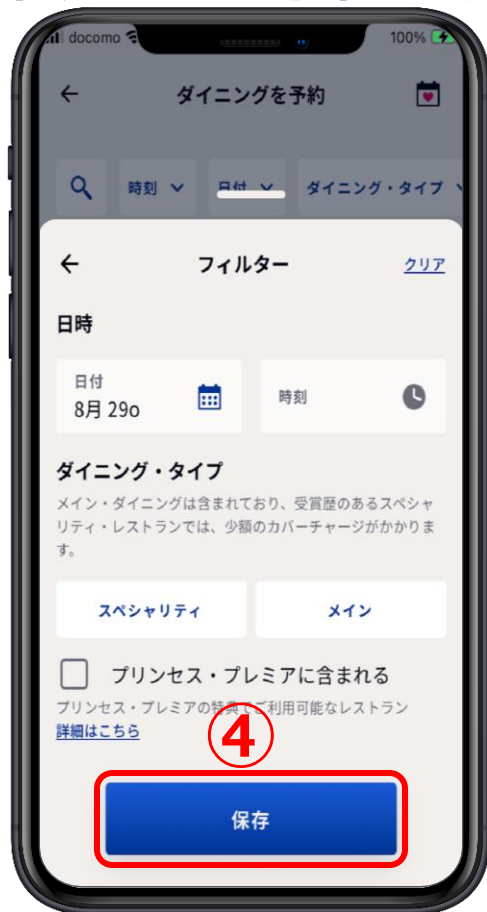 docomo 100%
ダイニングを予約
時刻 日付 ダイニング・タイプ
フィルター クリア
日時
日付
8月 29o
時刻
ダイニング・タイプ
メイン・ダイニングは含まれており、受賞歴のあるスペシャ
リティ・レストランでは、少額のカバーチャージがかかりま
す。
スペシャリティ メイン
プリンセス・プレミアに含まれる
プリンセス・プレミアの特典でご利用可能なレストラン
詳細はこちら
④
保存